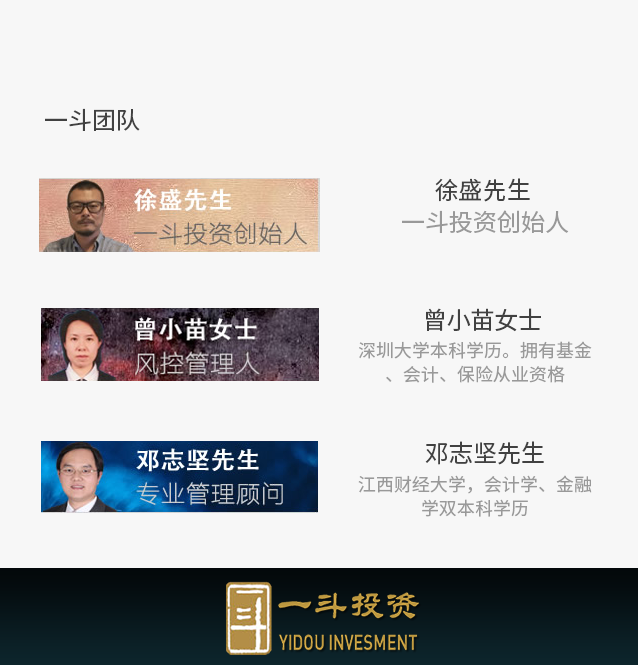 一斗团队
徐盛先生
一斗投资创始人
徐盛先生
一斗投资创始人
曾小苗女士
风控管理人
曾小苗女士
深圳大学本科学历。拥有基金
、会计、保险从业资格
邓志坚先生
专业管理顾问
邓志坚先生
江西财经大学，会计学、金融
学双本科学历
一斗
一斗投资
YIDOU INVESMENT